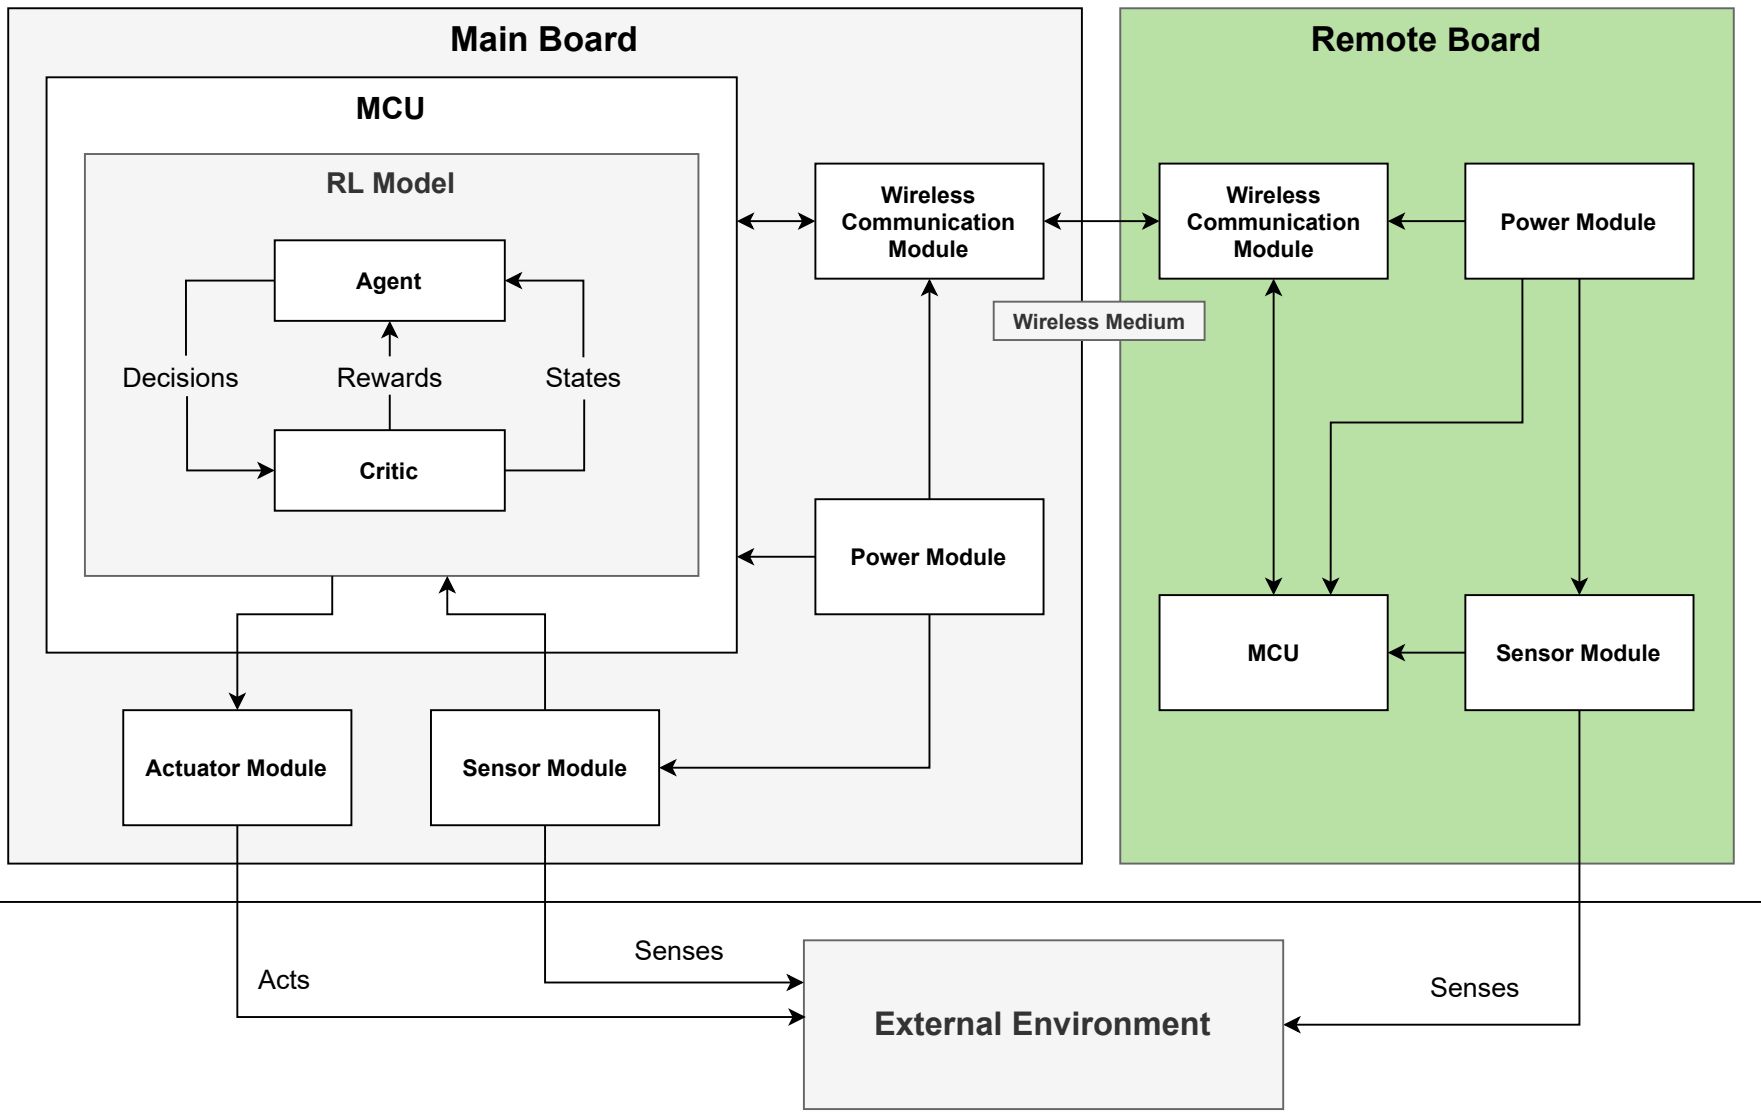 Main Board
MCU
RL Model
Agent
Decisions
Rewards
States
Critic
Wireless
Communication
Module
Power Module
Actuator Module
Sensor Module
Wireless Medium
Remote Board
Wireless
Communication
Module
Power Module
MCU
Sensor Module
Acts
Senses
External Environment
Senses